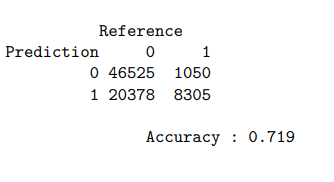 Reference
Prediction 0 1
0 46525 1050
1 20378 8305
Accuracy : 0.719